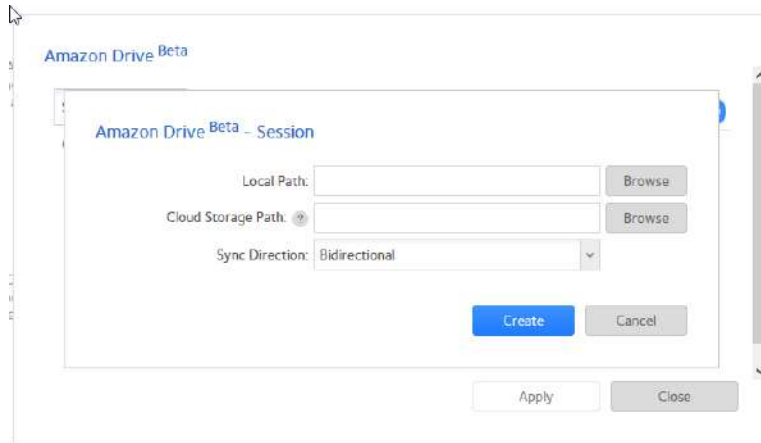 Amazon Drive Beta
Amazon Drive Beta - Session
Local Path:
Browse
Cloud Storage Path: ?
Browse
Sync Direction: Bidirectional
Create
Cancel
Apply
Close